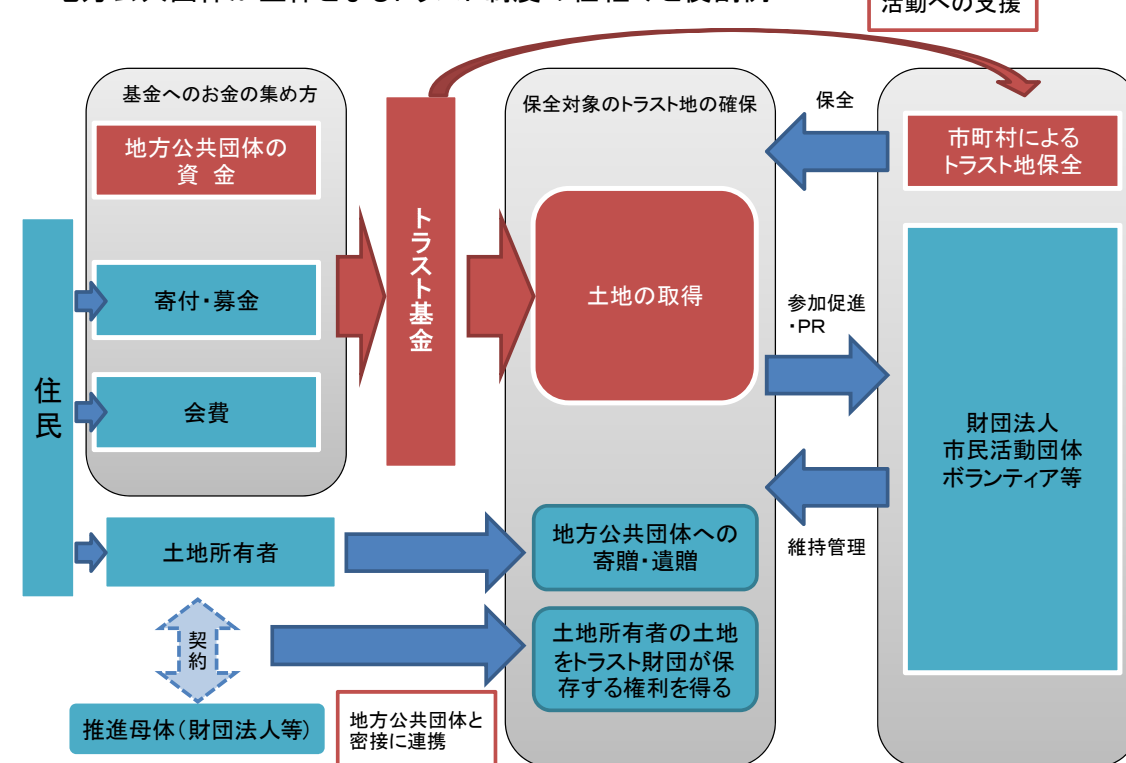 活動への支援
基金へのお金の集め方
地方公共団体の
資 金
寄付・募金
会費
住民
土地所有者
契約
推進母体(財団法人等)
地方公共団体と
密接に連携
トラスト基金
保全対象のトラスト地の確保
土地の取得
地方公共団体への
寄贈・遺贈
土地所有者の土地
をトラスト財団が保
存する権利を得る
保全
参加促進
・PR
維持管理
市町村による
トラスト地保全
財団法人
市民活動団体
ボランティア等